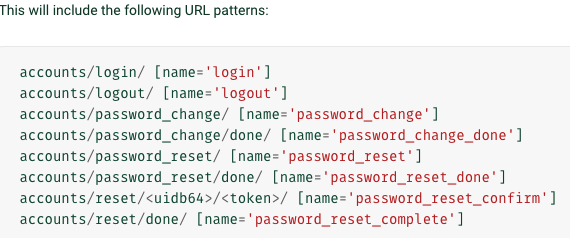 This will include the following URL patterns:
accounts/login/ [name='login']
accounts/logout/ [name='logout']
accounts/password_change/ [name='password_change']
accounts/password_change/done/ [name='password_change_done']
accounts/password_reset/ [name='password_reset']
accounts/password_reset/done/ [name='password_reset_done']
accounts/reset/<uidb64>/<token>/ [name='password_reset_confirm']
accounts/reset/done/ [name='password_reset_complete']